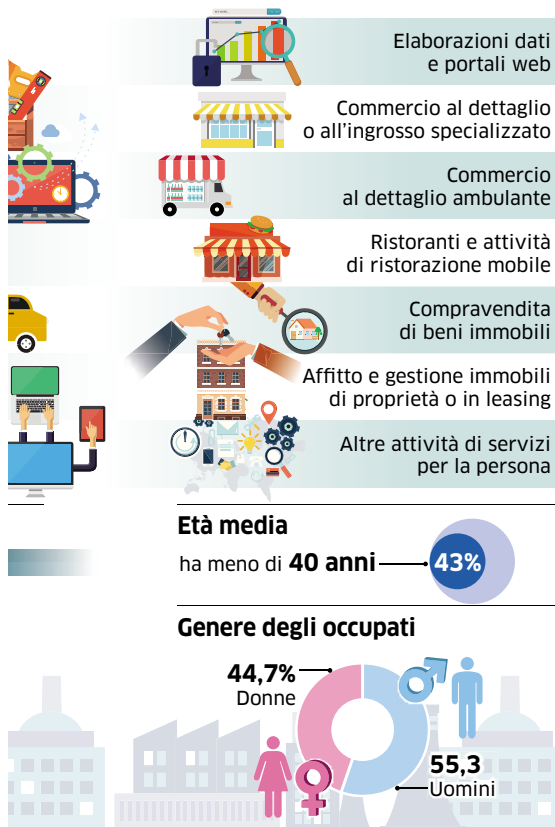 Elaborazioni dati
e portali web
Commercio al dettaglio
o all'ingrosso specializzato
Commercio
al dettaglio ambulante
Ristoranti e attività
di ristorazione mobile
Compravendita
di beni immobili
Affitto e gestione immobili
di proprietà o in leasing
Altre attività di servizi
per la persona
Età media
ha meno di 40 anni 43%
Genere degli occupati
44,7%
Donne
55,3
Uomini